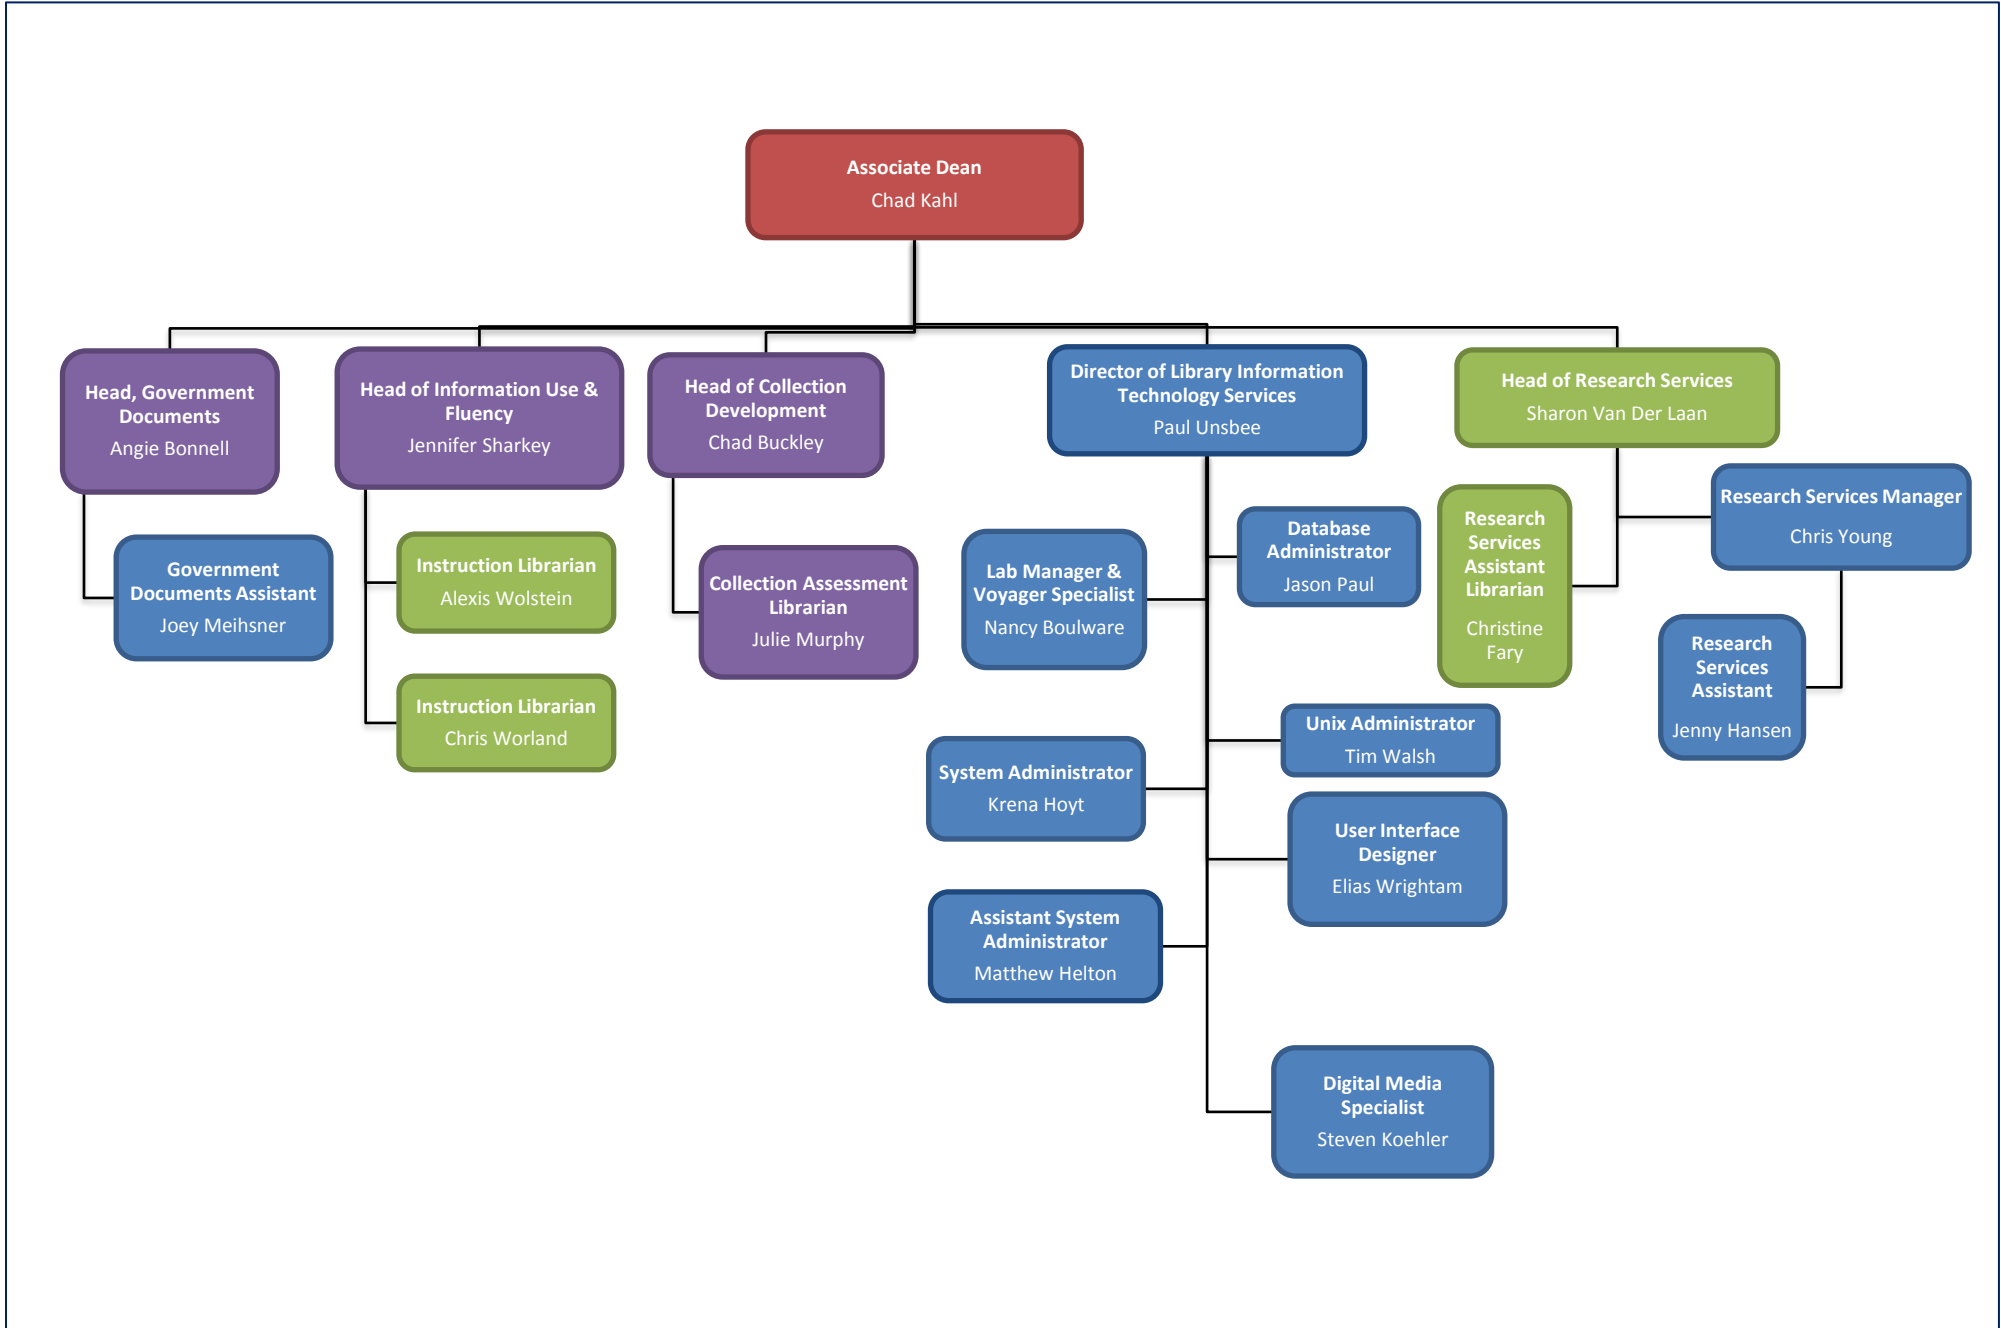 Associate Dean
Chad Kahl
Head, Government
Documents
Angie Bonnell
Head of Information Use &
Fluency
Jennifer Sharkey
Head of Collection
Development
Chad Buckley
Director of Library Information
Technology Services
Paul Unsbee
Head of Research Services
Sharon Van Der Laan
Government
Documents Assistant
Joey Meihsner
Instruction Librarian
Alexis Wolstein
Instruction Librarian
Chris Worland
Collection Assessment
Librarian
Julie Murphy
Lab Manager &
Voyager Specialist
Nancy Boulware
Database
Administrator
Jason Paul
System Administrator
Krena Hoyt
Unix Administrator
Tim Walsh
User Interface
Designer
Elias Wrightam
Assistant System
Administrator
Matthew Helton
Digital Media
Specialist
Steven Koehler
Research
Services
Assistant
Librarian
Christine
Fary
Research Services Manager
Chris Young
Research
Services
Assistant
Jenny Hansen